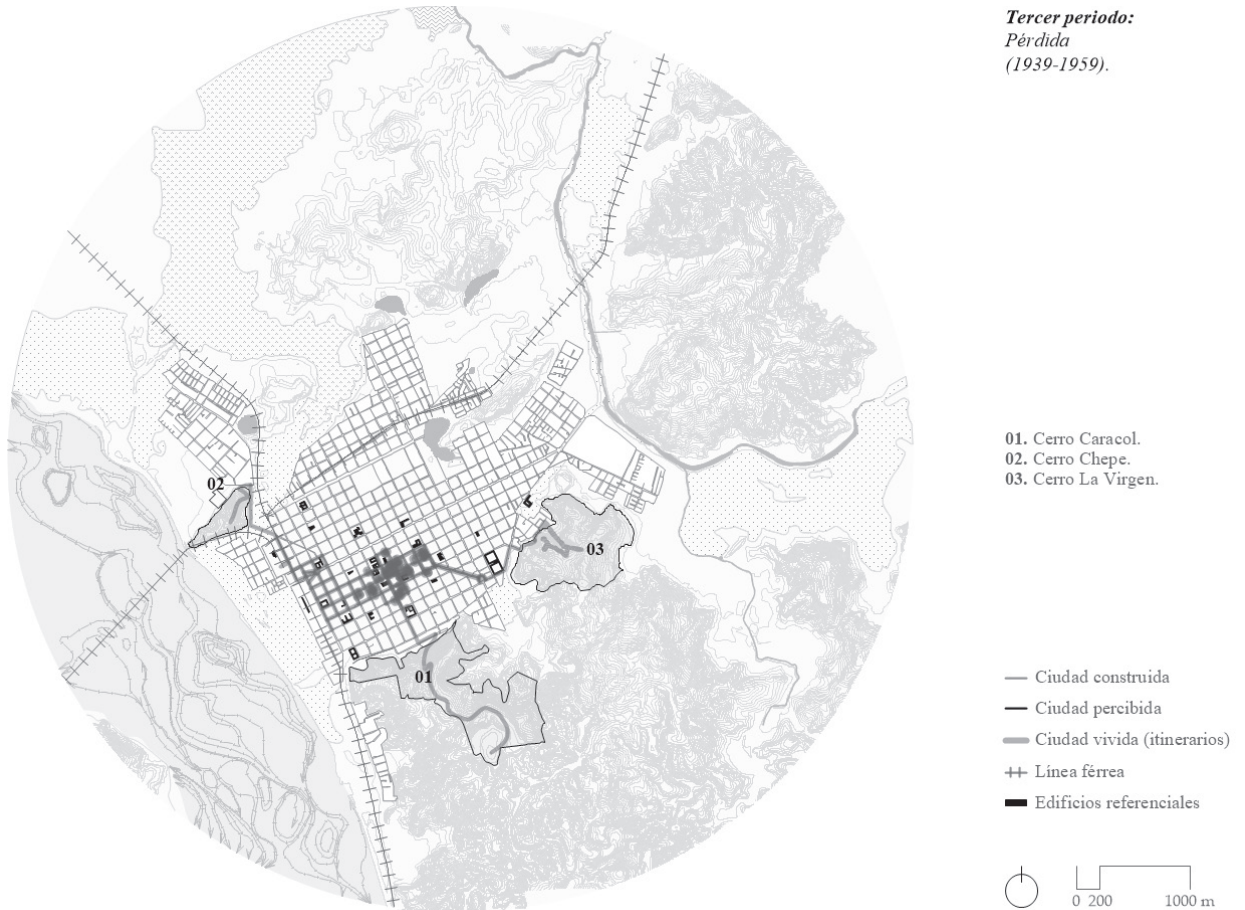 Tercer periodo:
Pérdida
(1939-1959).
02
03
01
01. Cerro Caracol.
02. Cerro Chepe.
03. Cerro La Virgen.
Ciudad construida
Ciudad percibida
Ciudad vivida (itinerarios)
Línea férrea
Edificios referenciales
0 200 1000 m